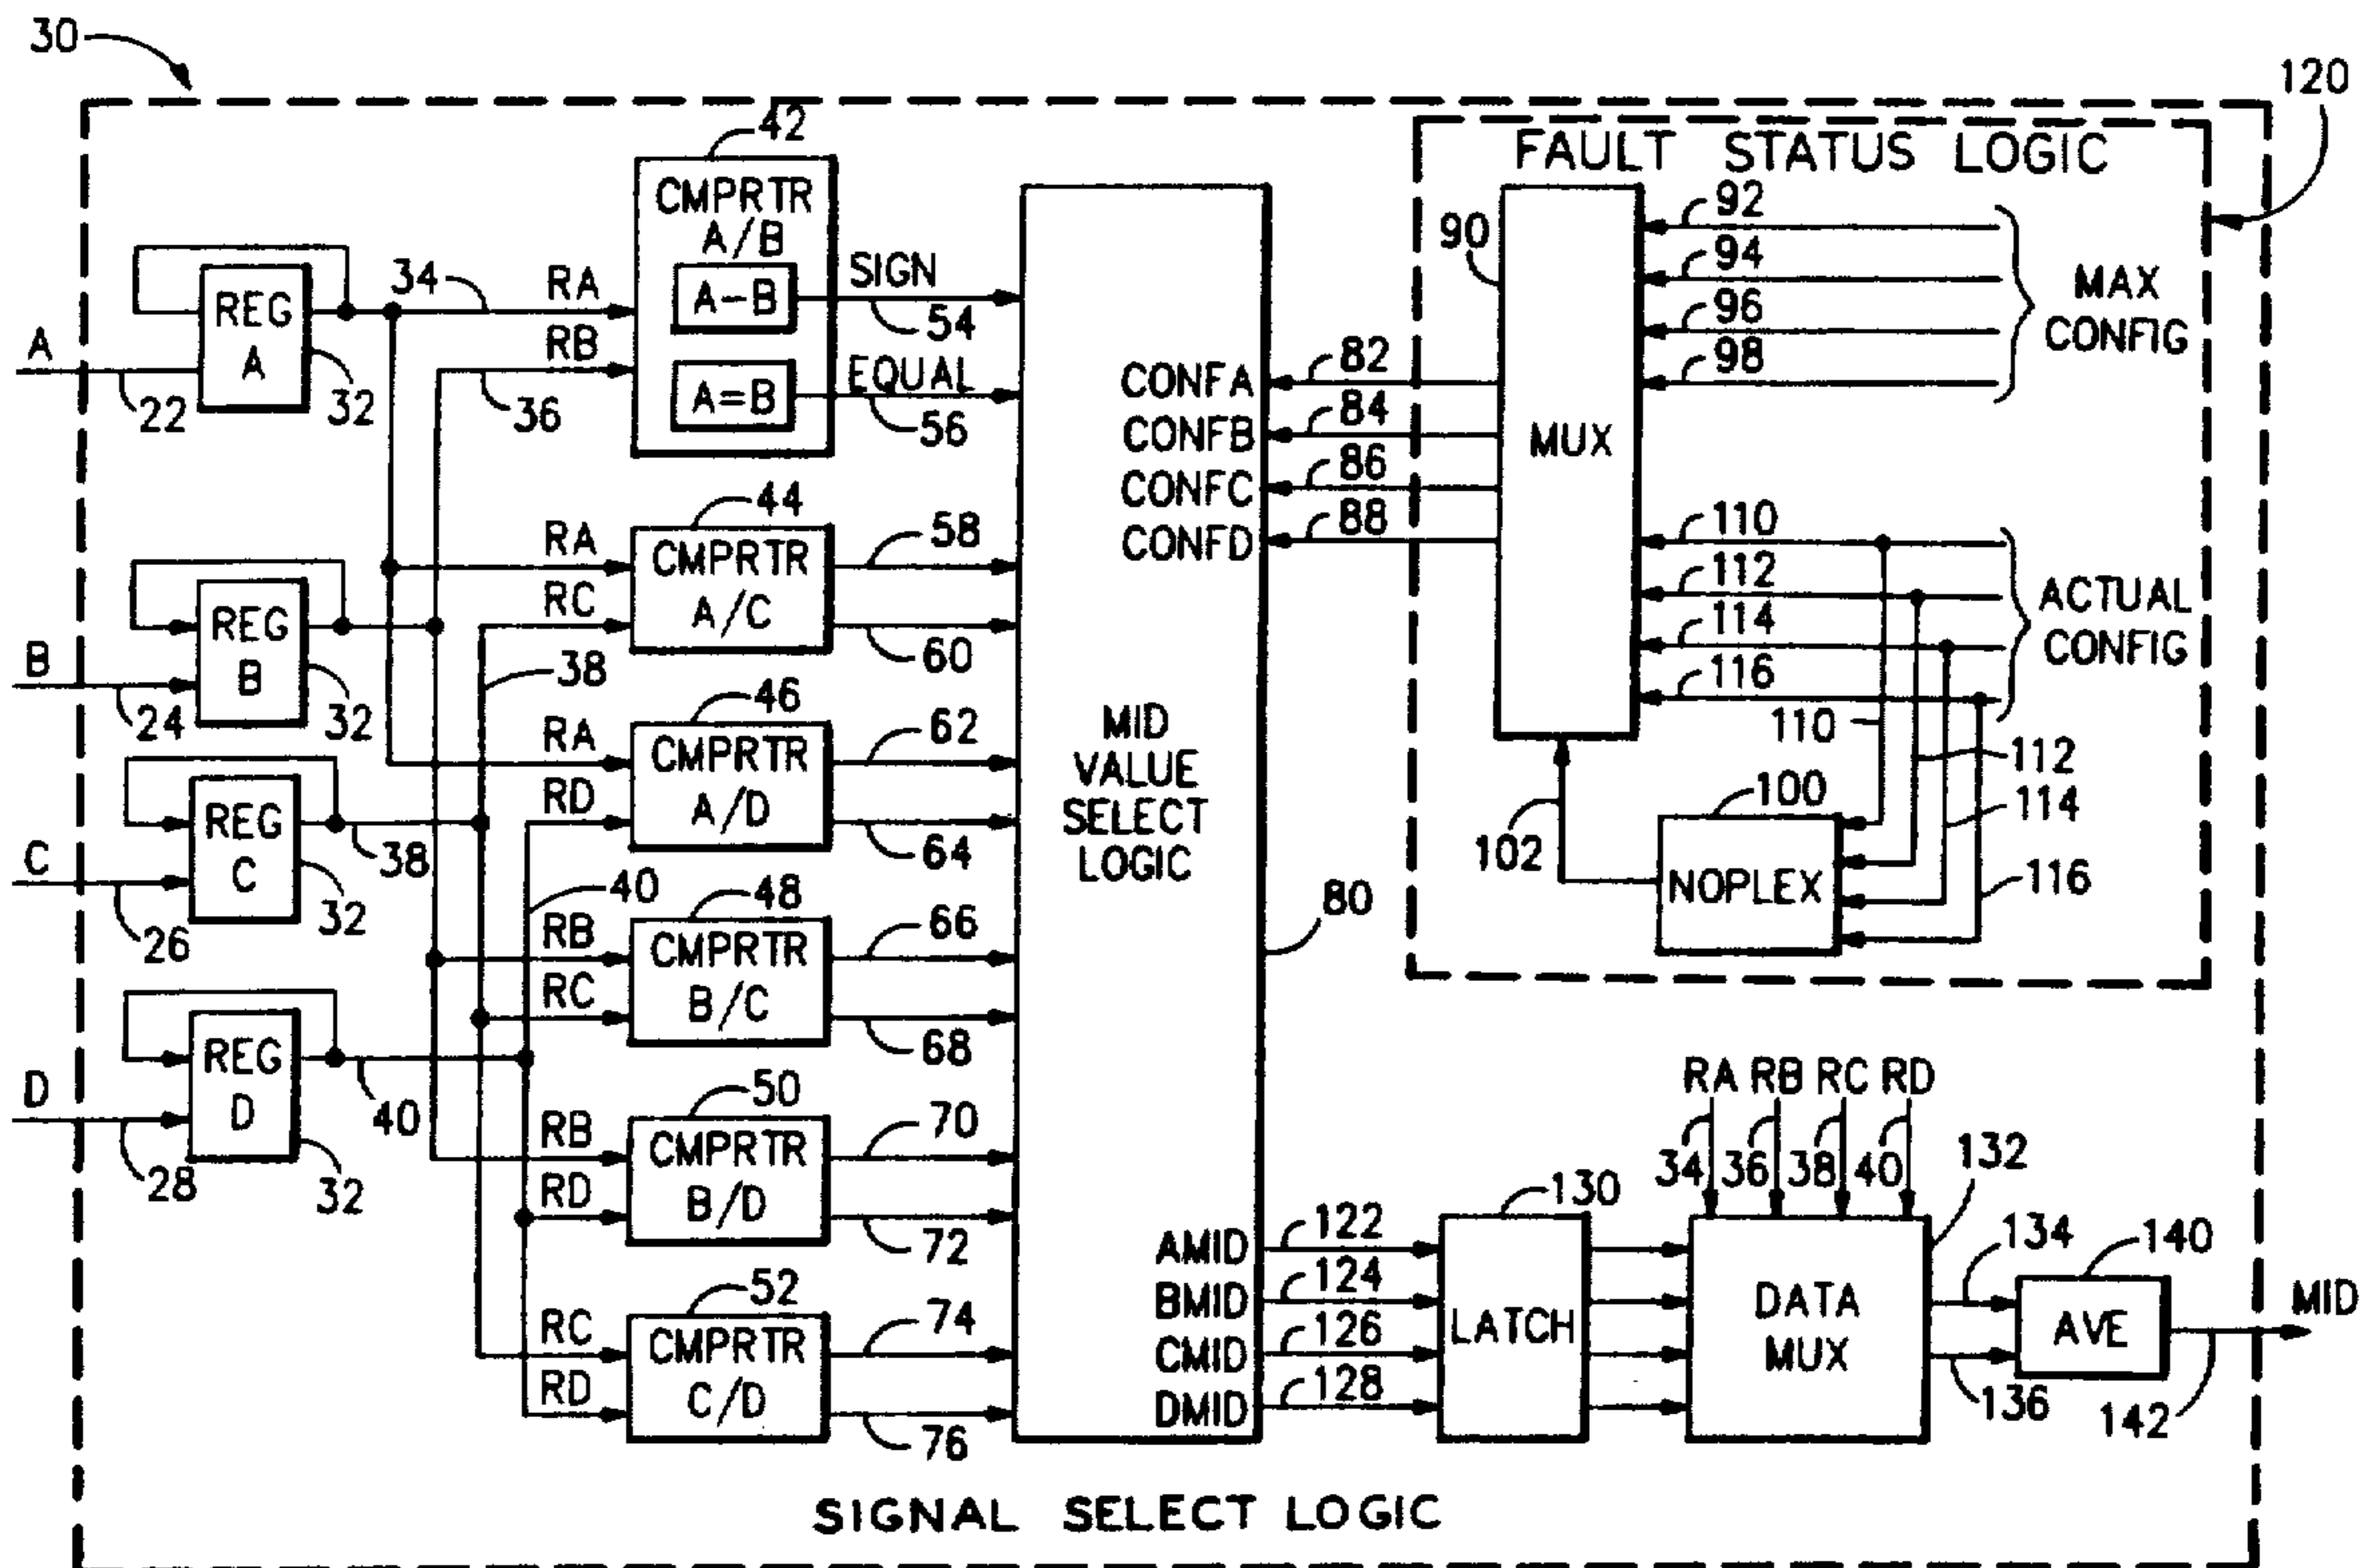 30
120
42
FAULT STATUS LOGIC
CMPRTR
A/B
A-B
A=B
SIGN
54
EQUAL
56
34
RA
RB
36
REG
A
32
A
22
90
MUX
92
94
96
98
MAX
CONFIG
CONFA
82
CONFB
84
CONFC
86
CONFD
88
110
112
114
116
ACTUAL
CONFIG
110
112
114
116
100
NOPLEX
102
44
RA
RC
CMPRTR
A/C
58
60
38
REG
B
32
B
24
46
RA
RD
CMPRTR
A/D
62
64
REG
C
32
C
26
38
40
48
RB
RC
CMPRTR
B/C
66
68
MID
VALUE
SELECT
LOGIC
80
REG
D
32
D
28
40
50
RB
RD
CMPRTR
B/D
70
72
52
RC
RD
CMPRTR
C/D
74
76
AMID
122
BMID
124
CMID
126
DMID
128
130
LATCH
RA RB RC RD
34 36 38 40
132
DATA
MUX
134
136
140
AVE
142
MID
SIGNAL SELECT LOGIC